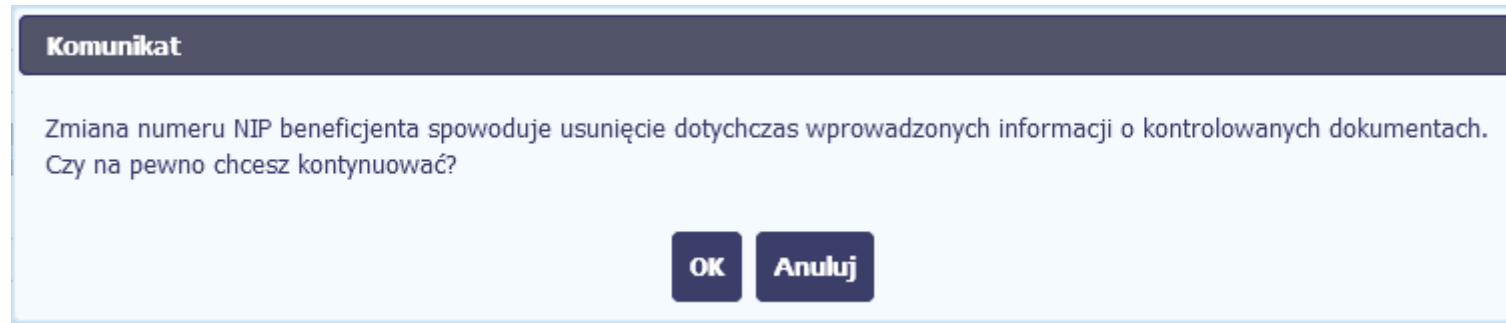 Komunikat
Zmiana numeru NIP beneficjenta spowoduje usunięcie dotychczas wprowadzonych informacji o kontrolowanych dokumentach.
Czy na pewno chcesz kontynuować?
OK Anuluj